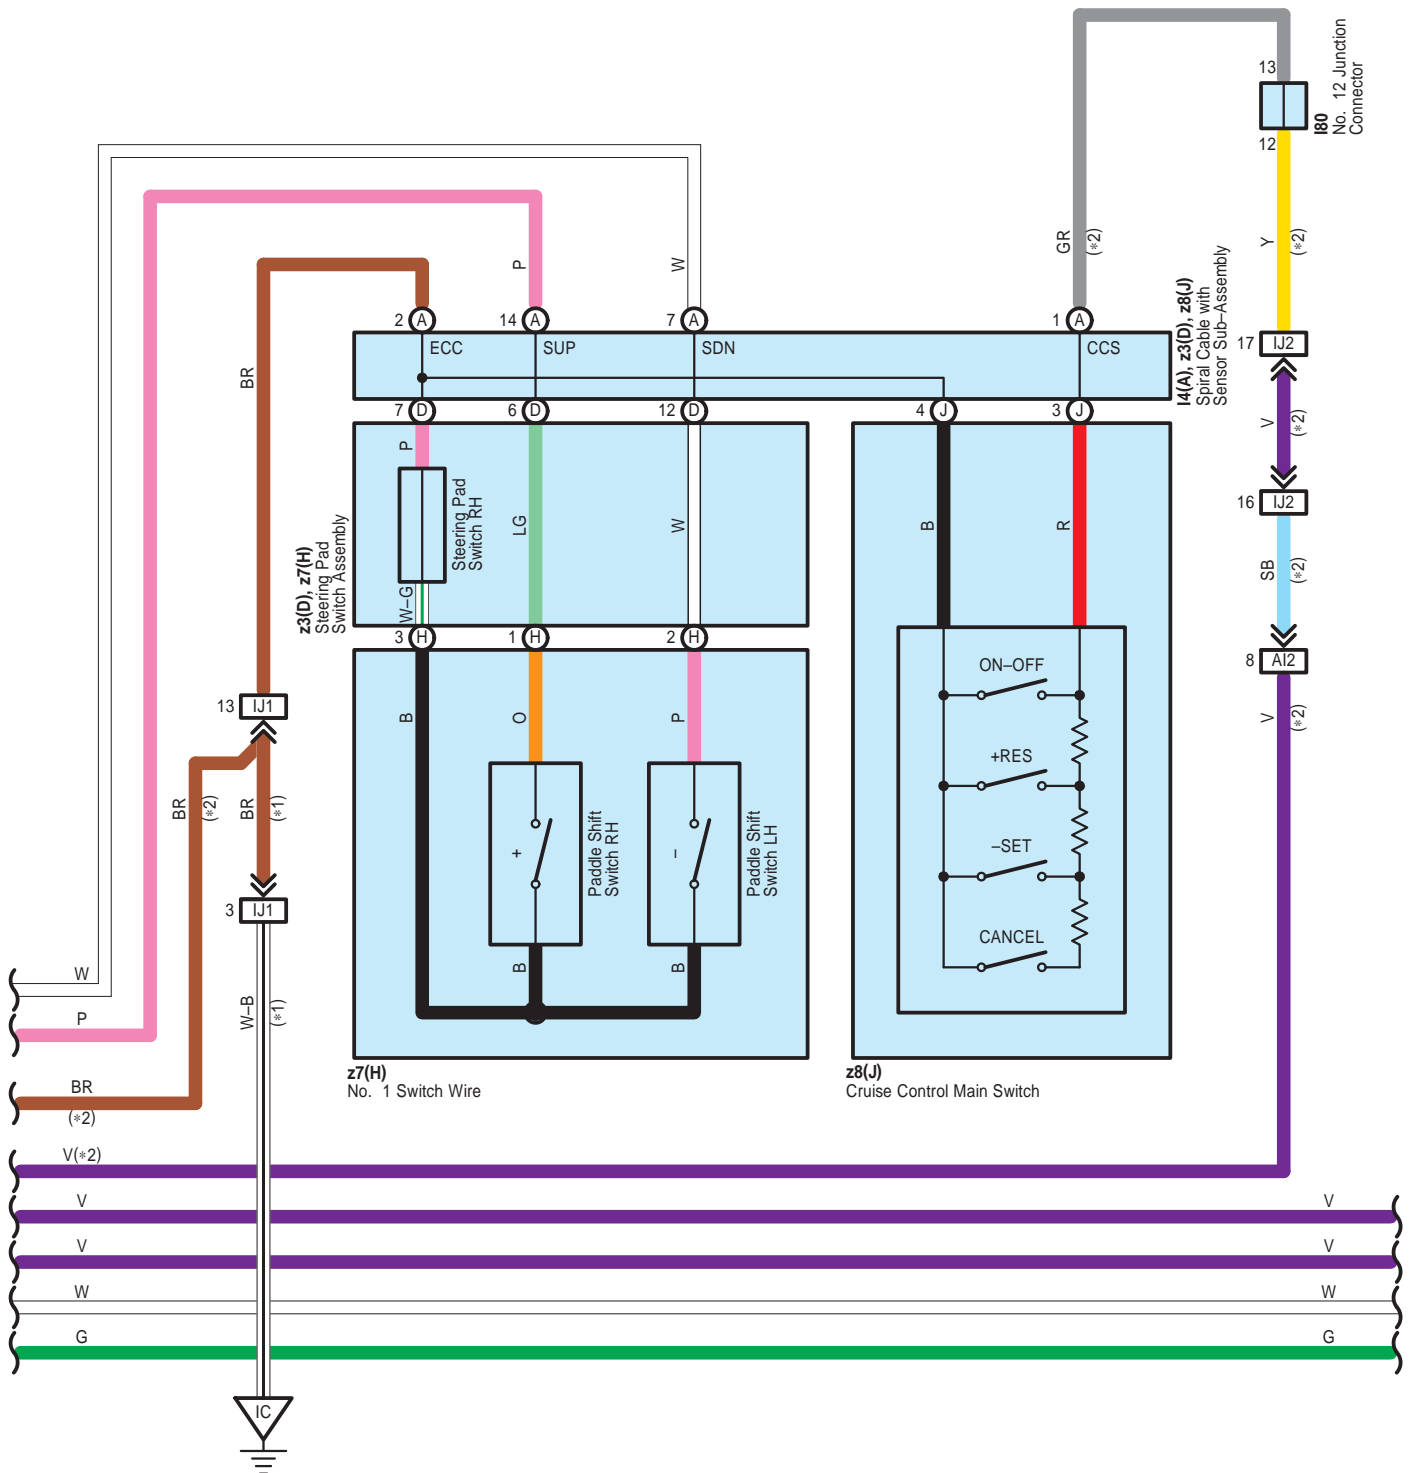 13
I80
No. 12 Junction
Connector
12
GR
(*2)
Y
(*2)
P
W
BR
2 A
14 A
7 A
1 A
ECC
SUP
SDN
CCS
I4(A), z3(D), z8(J)
Spiral Cable with
Sensor Sub–Assembly
17 IJ2
V
(*2)
16 IJ2
SB
(*2)
8 AI2
V
(*2)
7 D
6 D
12 D
4 J
3 J
P
LG
W
B
R
Steering Pad
Switch RH
W–G
z3(D), z7(H)
Steering Pad
Switch Assembly
3 H
1 H
2 H
B
O
P
+
Paddle Shift
Switch RH
–
Paddle Shift
Switch LH
B
B
ON–OFF
+RES
–SET
CANCEL
13 IJ1
BR
(*2)
BR
(*1)
3 IJ1
W–B
(*1)
z7(H)
No. 1 Switch Wire
z8(J)
Cruise Control Main Switch
W
P
BR
(*2)
V(*2)
V V
V V
W W
G G
IC